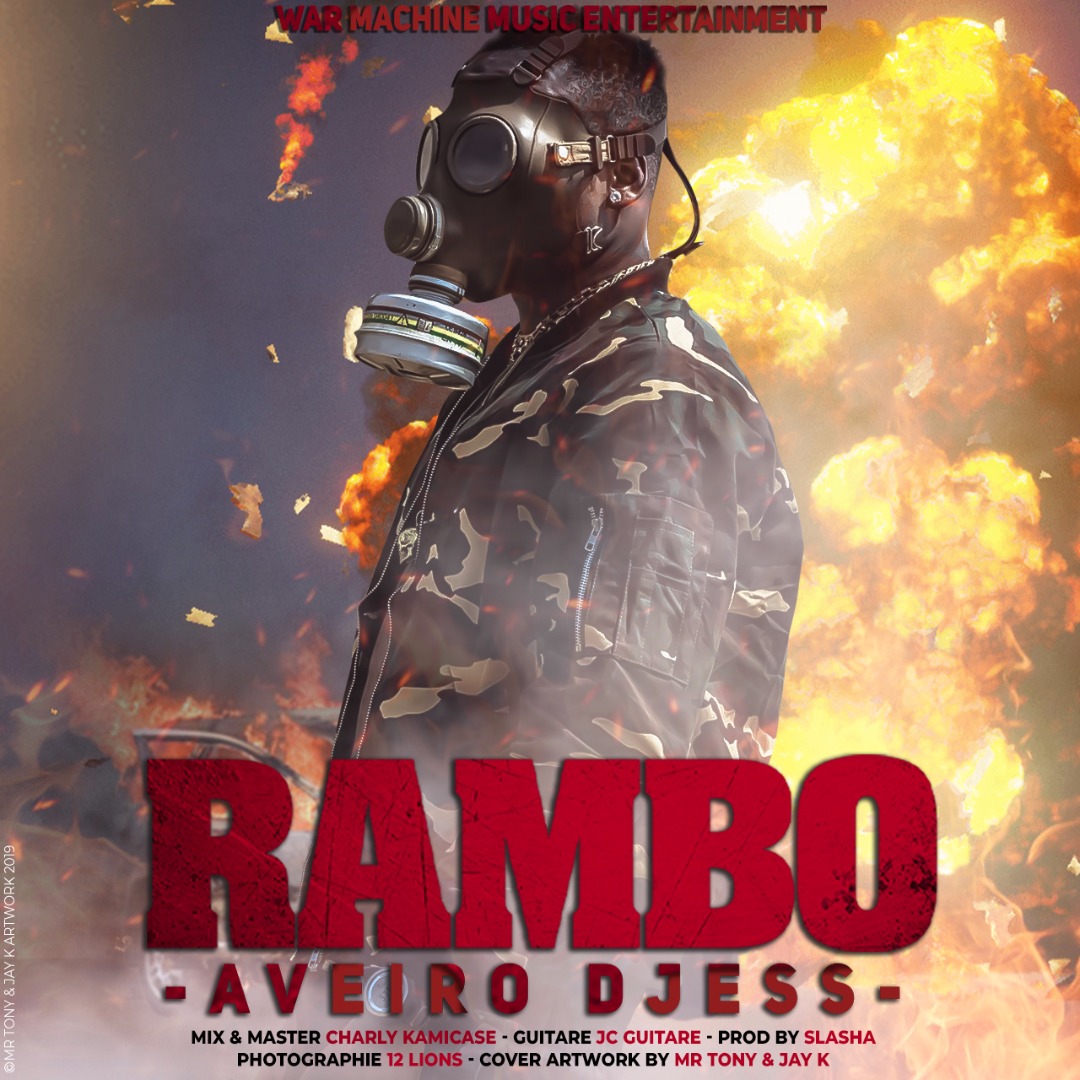 WAR MACHINE MUSIC ENTERTAINMENT
RAMBO
-AVEIRO DJESS-
MIX & MASTER CHARLY KAMICASE - GUITARE JC GUITARE - PROD BY SLASHA
PHOTOGRAPHIE 12 LIONS - COVER ARTWORK BY MR TONY & JAY K
©MR TONY & JAY K ARTWORK 2019